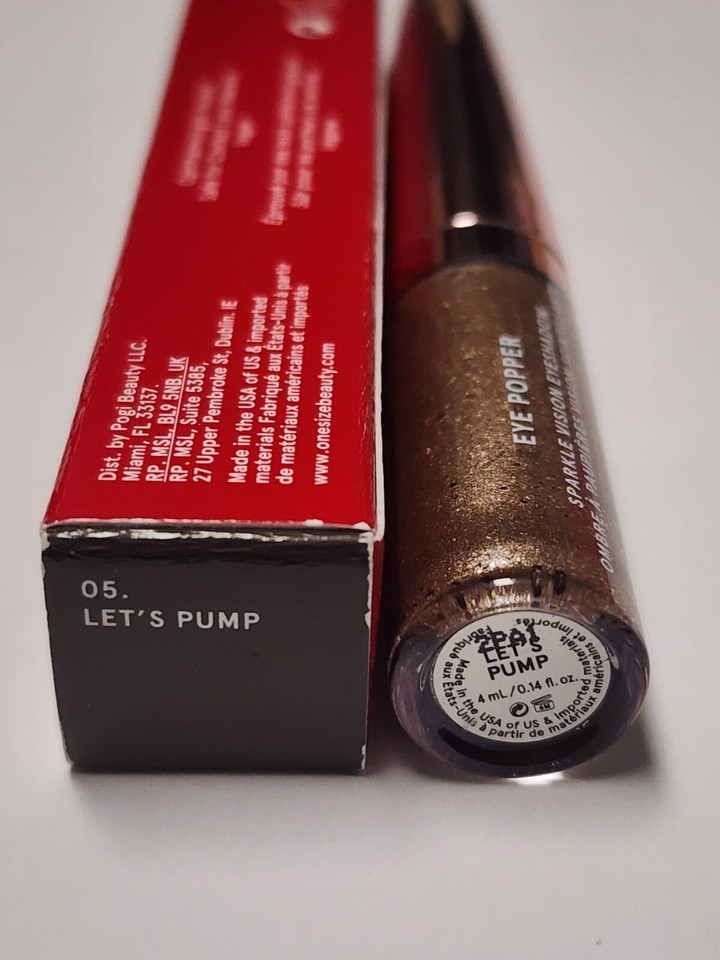 Dist. by Pogi Beauty LLC.
Miami, FL 33137.
RP. MSL, BL9 5NB. UK
RP. MSL, Suite 5385,
27 Upper Pembroke St, Dublin. IE
Made in the USA of US & imported
materials Fabriqué aux États-Unis à partir
de matériaux américains et importés
www.onesizebeauty.com
05.
LET'S PUMP
EYE POPPER
SPARKLE VISION EYESHADOW
OMBRE À PAUPIÈRES
2PA1
LET'S
PUMP
4 mL/0.14 fl. oz.
6M
Made in the USA of US & imported materials
Fabriqué aux États-Unis à partir de matériaux américains et importés.